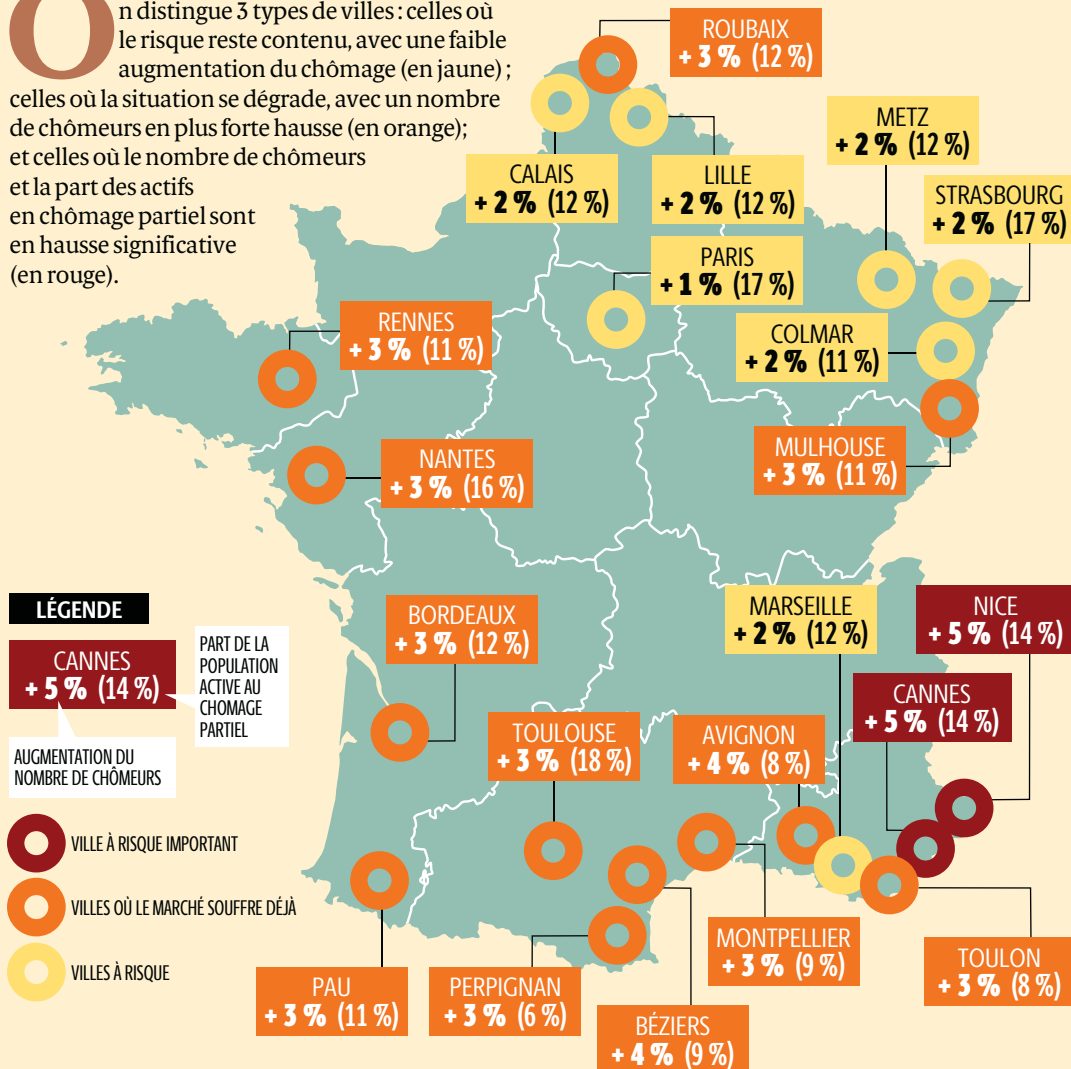 On distingue 3 types de villes : celles où
le risque reste contenu, avec une faible
augmentation du chômage (en jaune) ;
celles où la situation se dégrade, avec un nombre
de chômeurs en plus forte hausse (en orange);
et celles où le nombre de chômeurs
et la part des actifs
en chômage partiel sont
en hausse significative
(en rouge).
ROUBAIX
+ 3 % (12 %)
METZ
+ 2 % (12 %)
CALAIS
+ 2 % (12 %)
LILLE
+ 2 % (12 %)
STRASBOURG
+ 2 % (17 %)
PARIS
+ 1 % (17 %)
RENNES
+ 3 % (11 %)
COLMAR
+ 2 % (11 %)
NANTES
+ 3 % (16 %)
MULHOUSE
+ 3 % (11 %)
LÉGENDE
CANNES
+ 5 % (14 %)
PART DE LA
POPULATION
ACTIVE AU
CHOMAGE
PARTIEL
AUGMENTATION DU
NOMBRE DE CHÔMEURS
VILLE À RISQUE IMPORTANT
VILLES OÙ LE MARCHÉ SOUFFRE DÉJÀ
VILLES À RISQUE
BORDEAUX
+ 3 % (12 %)
MARSEILLE
+ 2 % (12 %)
NICE
+ 5 % (14 %)
CANNES
+ 5 % (14 %)
TOULOUSE
+ 3 % (18 %)
AVIGNON
+ 4 % (8 %)
MONTPELLIER
+ 3 % (9 %)
TOULON
+ 3 % (8 %)
PAU
+ 3 % (11 %)
PERPIGNAN
+ 3 % (6 %)
BÉZIERS
+ 4 % (9 %)